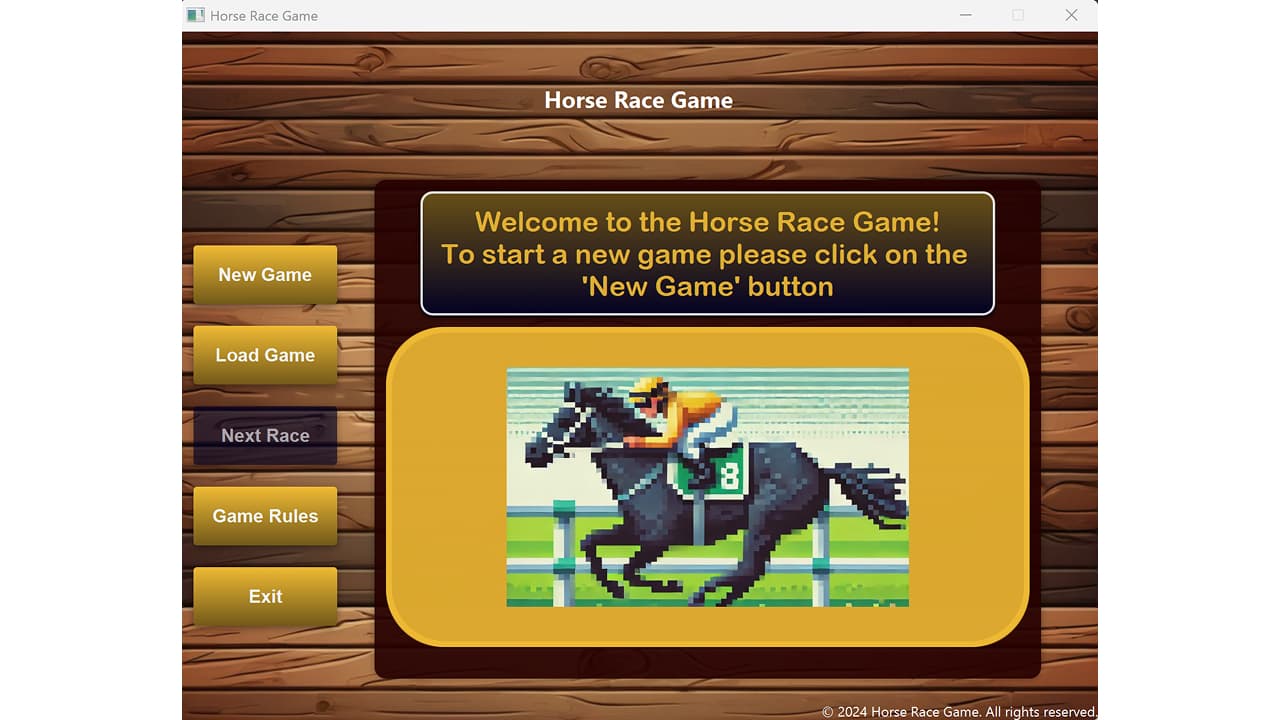 Horse Race Game
Horse Race Game
Welcome to the Horse Race Game!
To start a new game please click on the
'New Game' button
New Game
Load Game
Next Race
Game Rules
Exit
8
© 2024 Horse Race Game. All rights reserved.